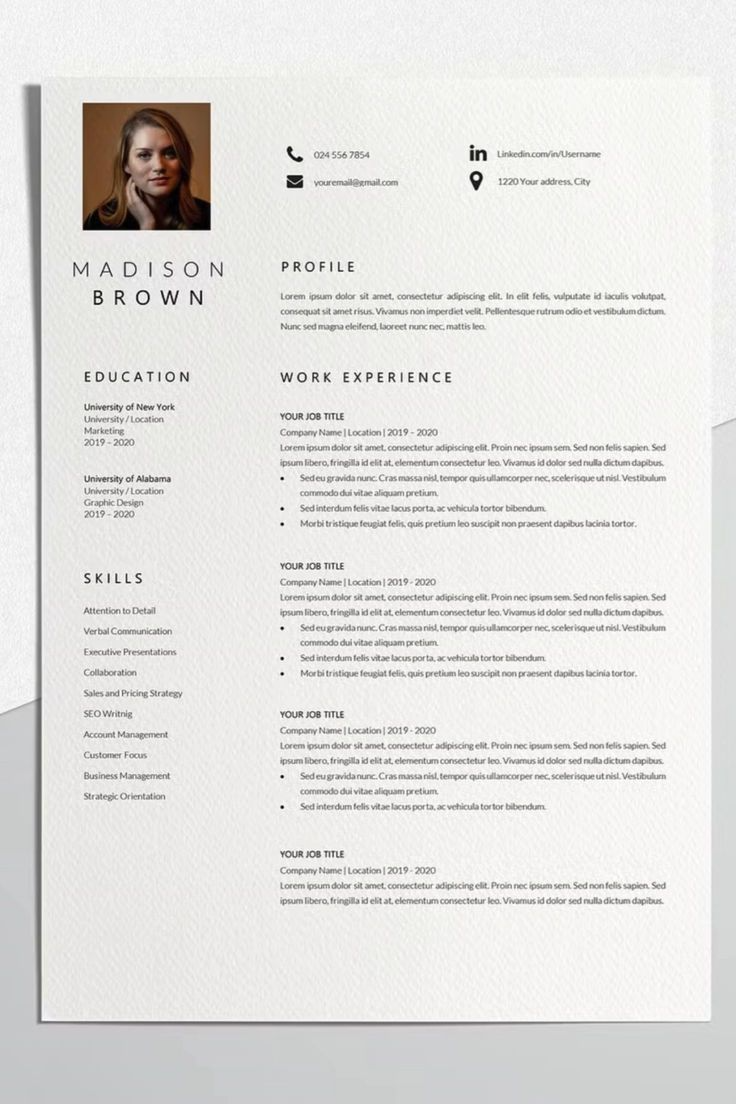 024 556 7854
youremail@gmail.com
in Linkedin.com/in/Username
1220 Your address, City
MADISON
BROWN
EDUCATION
University of New York
University / Location
Marketing
2019 – 2020
University of Alabama
University / Location
Graphic Design
2019 – 2020
SKILLS
Attention to Detail
Verbal Communication
Executive Presentations
Collaboration
Sales and Pricing Strategy
SEO Writnig
Account Management
Customer Focus
Business Management
Strategic Orientation
PROFILE
Lorem ipsum dolor sit amet, consectetur adipiscing elit. In elit felis, vulputate id iaculis volutpat,
consequat sit amet risus. Vivamus non imperdiet velit. Pellentesque rutrum odio et vestibulum dictum.
Nunc sed magna eleifend, laoreet nunc nec, mattis leo.
WORK EXPERIENCE
YOUR JOB TITLE
Company Name | Location | 2019 – 2020
Lorem ipsum dolor sit amet, consectetur adipiscing elit. Proin nec ipsum sem. Sed non felis sapien. Sed
ipsum libero, fringilla id elit at, elementum consectetur leo. Vivamus id dolor sed nulla dictum dapibus.
• Sed eu gravida nunc. Cras massa nisl, tempor quis ullamcorper nec, scelerisque ut nisl. Vestibulum
commodo dui vitae aliquam pretium.
• Sed interdum felis vitae lacus porta, ac vehicula tortor bibendum.
• Morbi tristique feugiat felis, quis pretium leo suscipit non praesent dapibus lacinia tortor.
YOUR JOB TITLE
Company Name | Location | 2019 - 2020
Lorem ipsum dolor sit amet, consectetur adipiscing elit. Proin nec ipsum sem. Sed non felis sapien. Sed
ipsum libero, fringilla id elit at, elementum consectetur leo. Vivamus id dolor sed nulla dictum dapibus.
• Sed eu gravida nunc. Cras massa nisl, tempor quis ullamcorper nec, scelerisque ut nisl. Vestibulum
commodo dui vitae aliquam pretium.
• Sed interdum felis vitae lacus porta, ac vehicula tortor bibendum.
• Morbi tristique feugiat felis, quis pretium leo suscipit non praesent dapibus lacinia tortor.
YOUR JOB TITLE
Company Name | Location | 2019 - 2020
Lorem ipsum dolor sit amet, consectetur adipiscing elit. Proin nec ipsum sem. Sed non felis sapien. Sed
ipsum libero, fringilla id elit at, elementum consectetur leo. Vivamus id dolor sed nulla dictum dapibus.
• Sed eu gravida nunc. Cras massa nisl, tempor quis ullamcorper nec, scelerisque ut nisl. Vestibulum
commodo dui vitae aliquam pretium.
• Sed interdum felis vitae lacus porta, ac vehicula tortor bibendum.
YOUR JOB TITLE
Company Name | Location | 2019 - 2020
Lorem ipsum dolor sit amet, consectetur adipiscing elit. Proin nec ipsum sem. Sed non felis sapien. Sed
ipsum libero, fringilla id elit at, elementum consectetur leo. Vivamus id dolor sed nulla dictum dapibus.